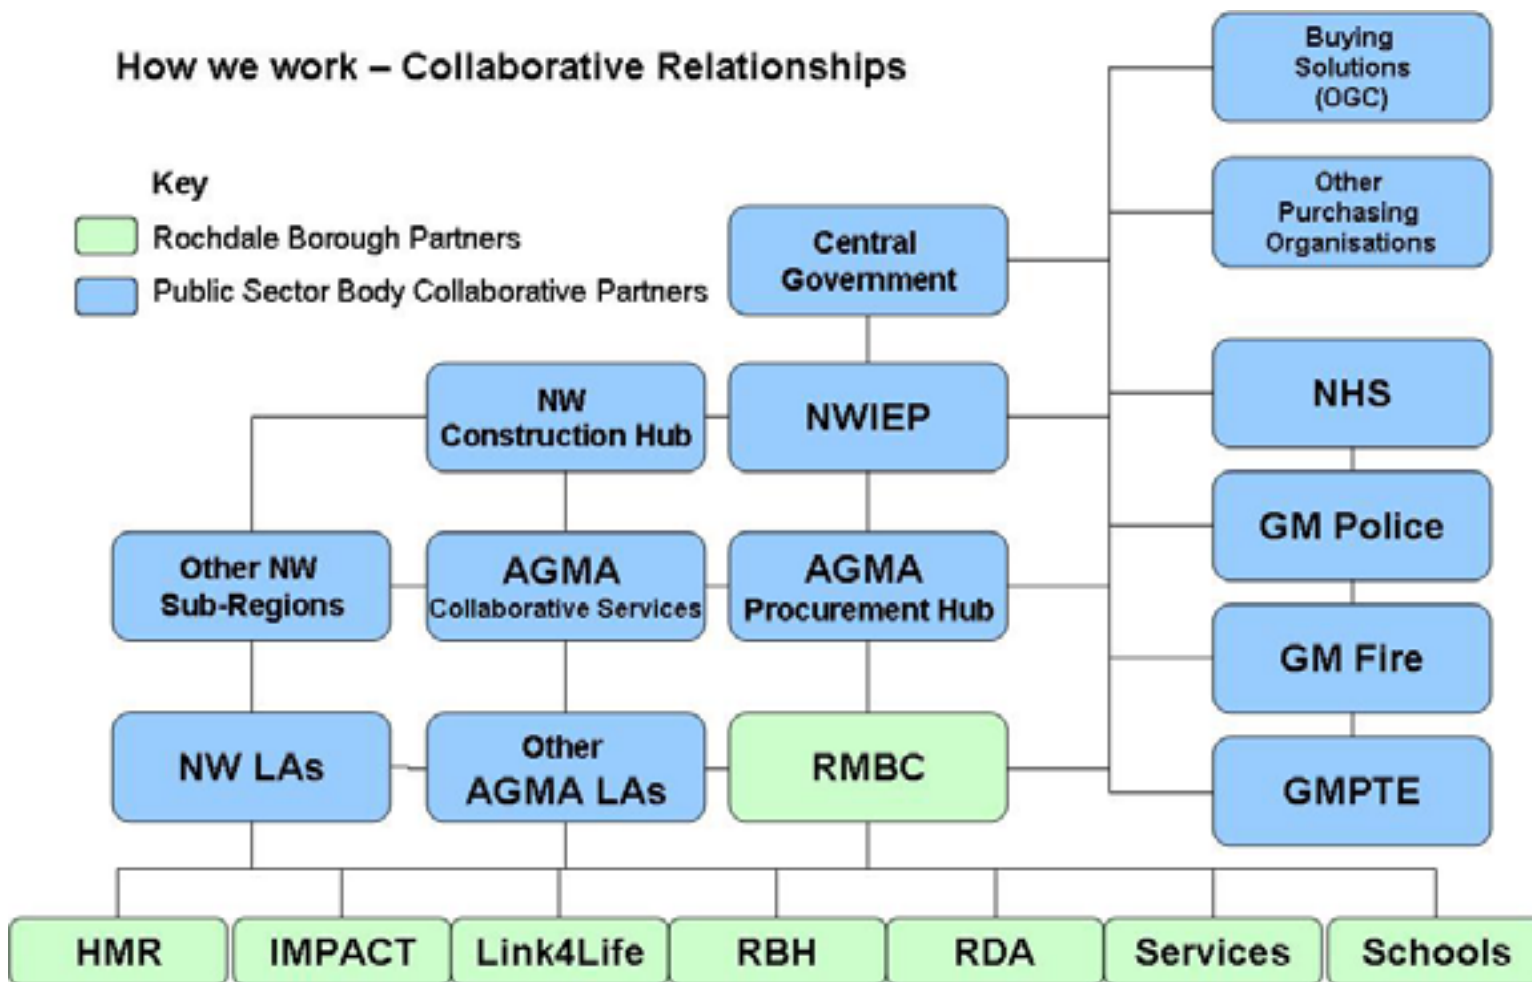 How we work – Collaborative Relationships
Key
Rochdale Borough Partners
Public Sector Body Collaborative Partners
Buying
Solutions
(OGC)
Other
Purchasing
Organisations
Central
Government
NW
Construction Hub
NWIEP
NHS
GM Police
Other NW
Sub-Regions
AGMA
Collaborative Services
AGMA
Procurement Hub
GM Fire
NW LAs
Other
AGMA LAs
RMBC
GMPTE
HMR
IMPACT
Link4Life
RBH
RDA
Services
Schools